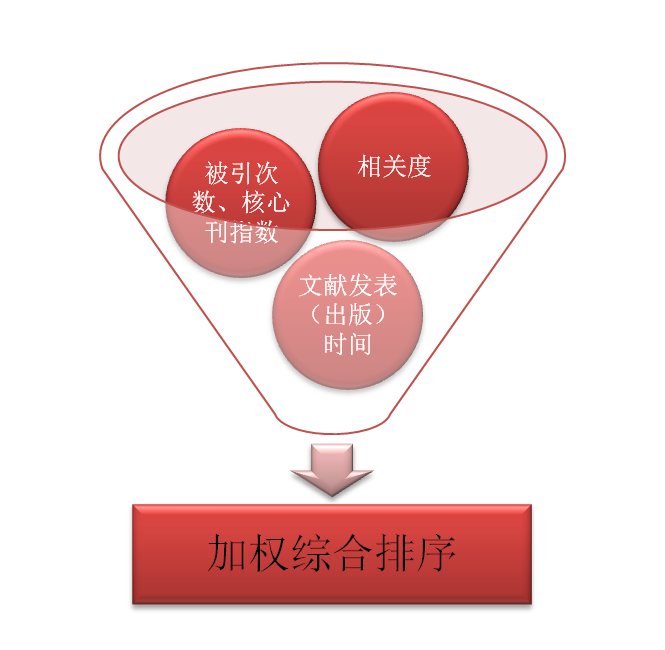 被引次
数、核心
刊指数
相关度
文献发表
（出版）
时间
加权综合排序